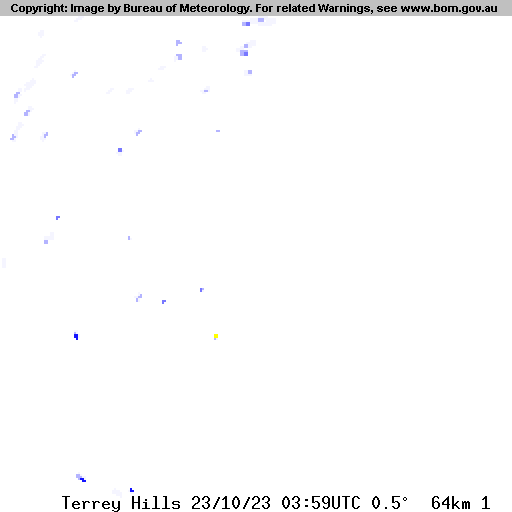 Copyright: Image by Bureau of Meteorology. For related Warnings, see www.bom.gov.au
Terrey Hills 23/10/23 03:59UTC 0.5° 64km 1